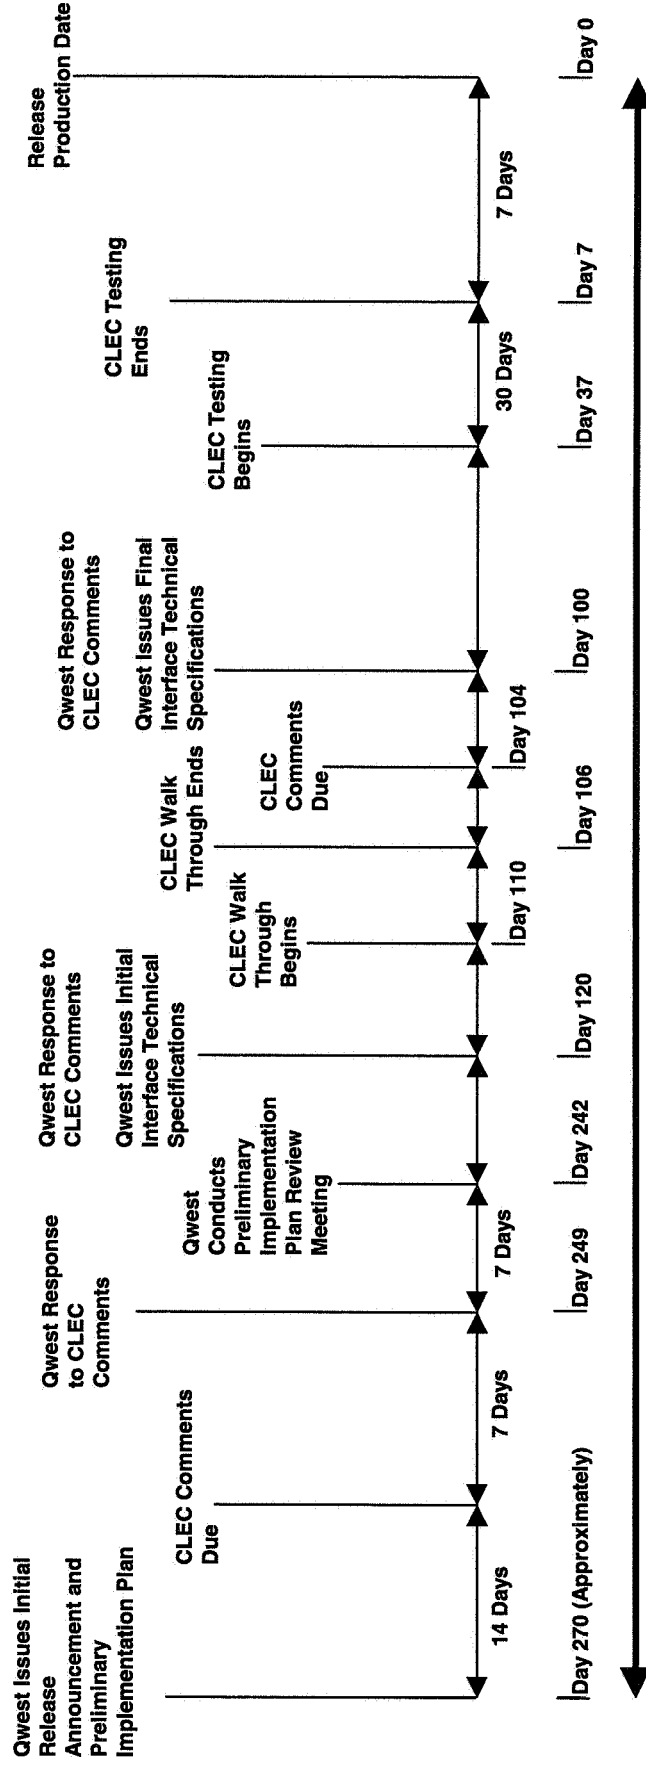 Qwest Issues Initial
Release
Announcement and
Preliminary
Implementation Plan
CLEC Comments
Due
Qwest Response
to CLEC
Comments
Qwest
Conducts
Preliminary
Implementation
Plan Review
Meeting
Qwest Response to
CLEC Comments
Qwest Issues Initial
Interface Technical
Specifications
CLEC Walk
Through
Begins
CLEC Walk
Through Ends
CLEC
Comments
Due
Qwest Response to
CLEC Comments
Qwest Issues Final
Interface Technical
Specifications
CLEC Testing
Begins
CLEC Testing
Ends
Release
Production Date
14 Days
7 Days
7 Days
30 Days
7 Days
Day 270 (Approximately)
Day 249
Day 242
Day 120
Day 110
Day 106
Day 104
Day 100
Day 37
Day 7
Day 0